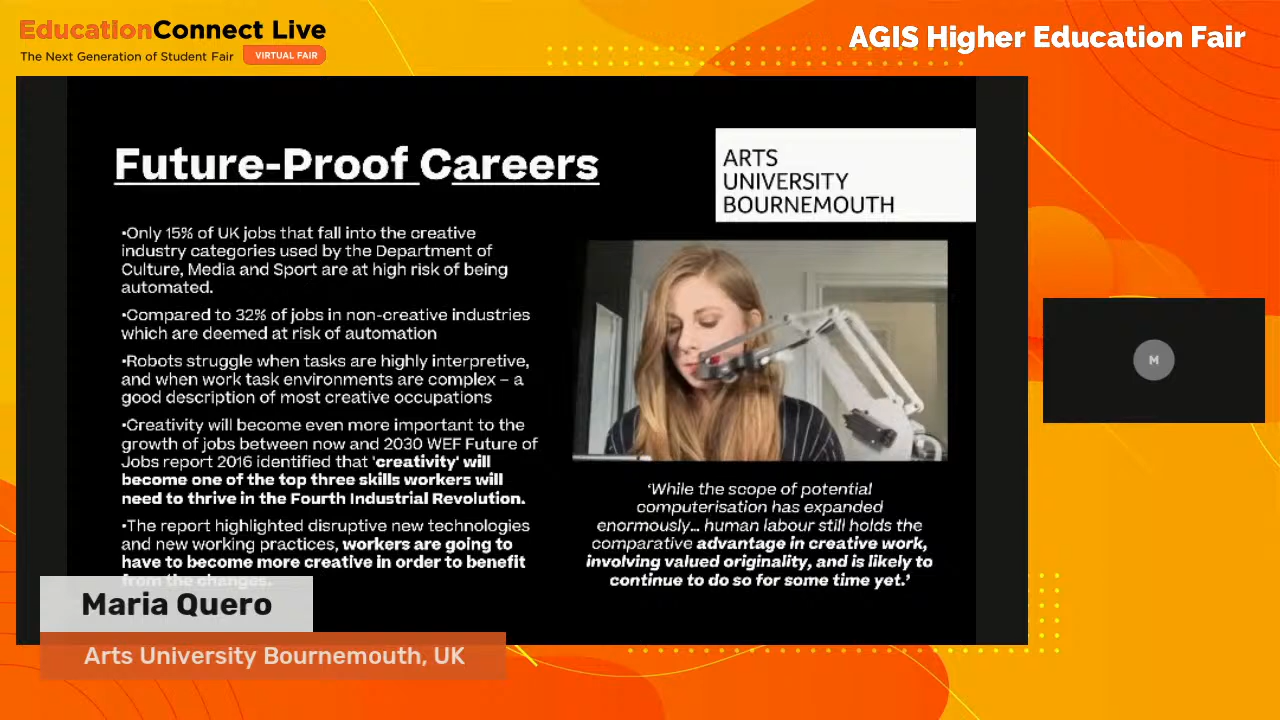 EducationConnect Live
The Next Generation of Student Fair
VIRTUAL FAIR
AGIS Higher Education Fair
Future-Proof Careers
ARTS
UNIVERSITY
BOURNEMOUTH
•Only 15% of UK jobs that fall into the creative
industry categories used by the Department of
Culture, Media and Sport are at high risk of being
automated.
•Compared to 32% of jobs in non-creative industries
which are deemed at risk of automation
•Robots struggle when tasks are highly interpretive,
and when work task environments are complex – a
good description of most creative occupations
•Creativity will become even more important to the
growth of jobs between now and 2030 WEF Future of
Jobs report 2016 identified that 'creativity' will
become one of the top three skills workers will
need to thrive in the Fourth Industrial Revolution.
•The report highlighted disruptive new technologies
and new working practices, workers are going to
have to become more creative in order to benefit
from the changes.
‘While the scope of potential
computerisation has expanded
enormously… human labour still holds the
comparative advantage in creative work,
involving valued originality, and is likely to
continue to do so for some time yet.’
M
Maria Quero
Arts University Bournemouth, UK